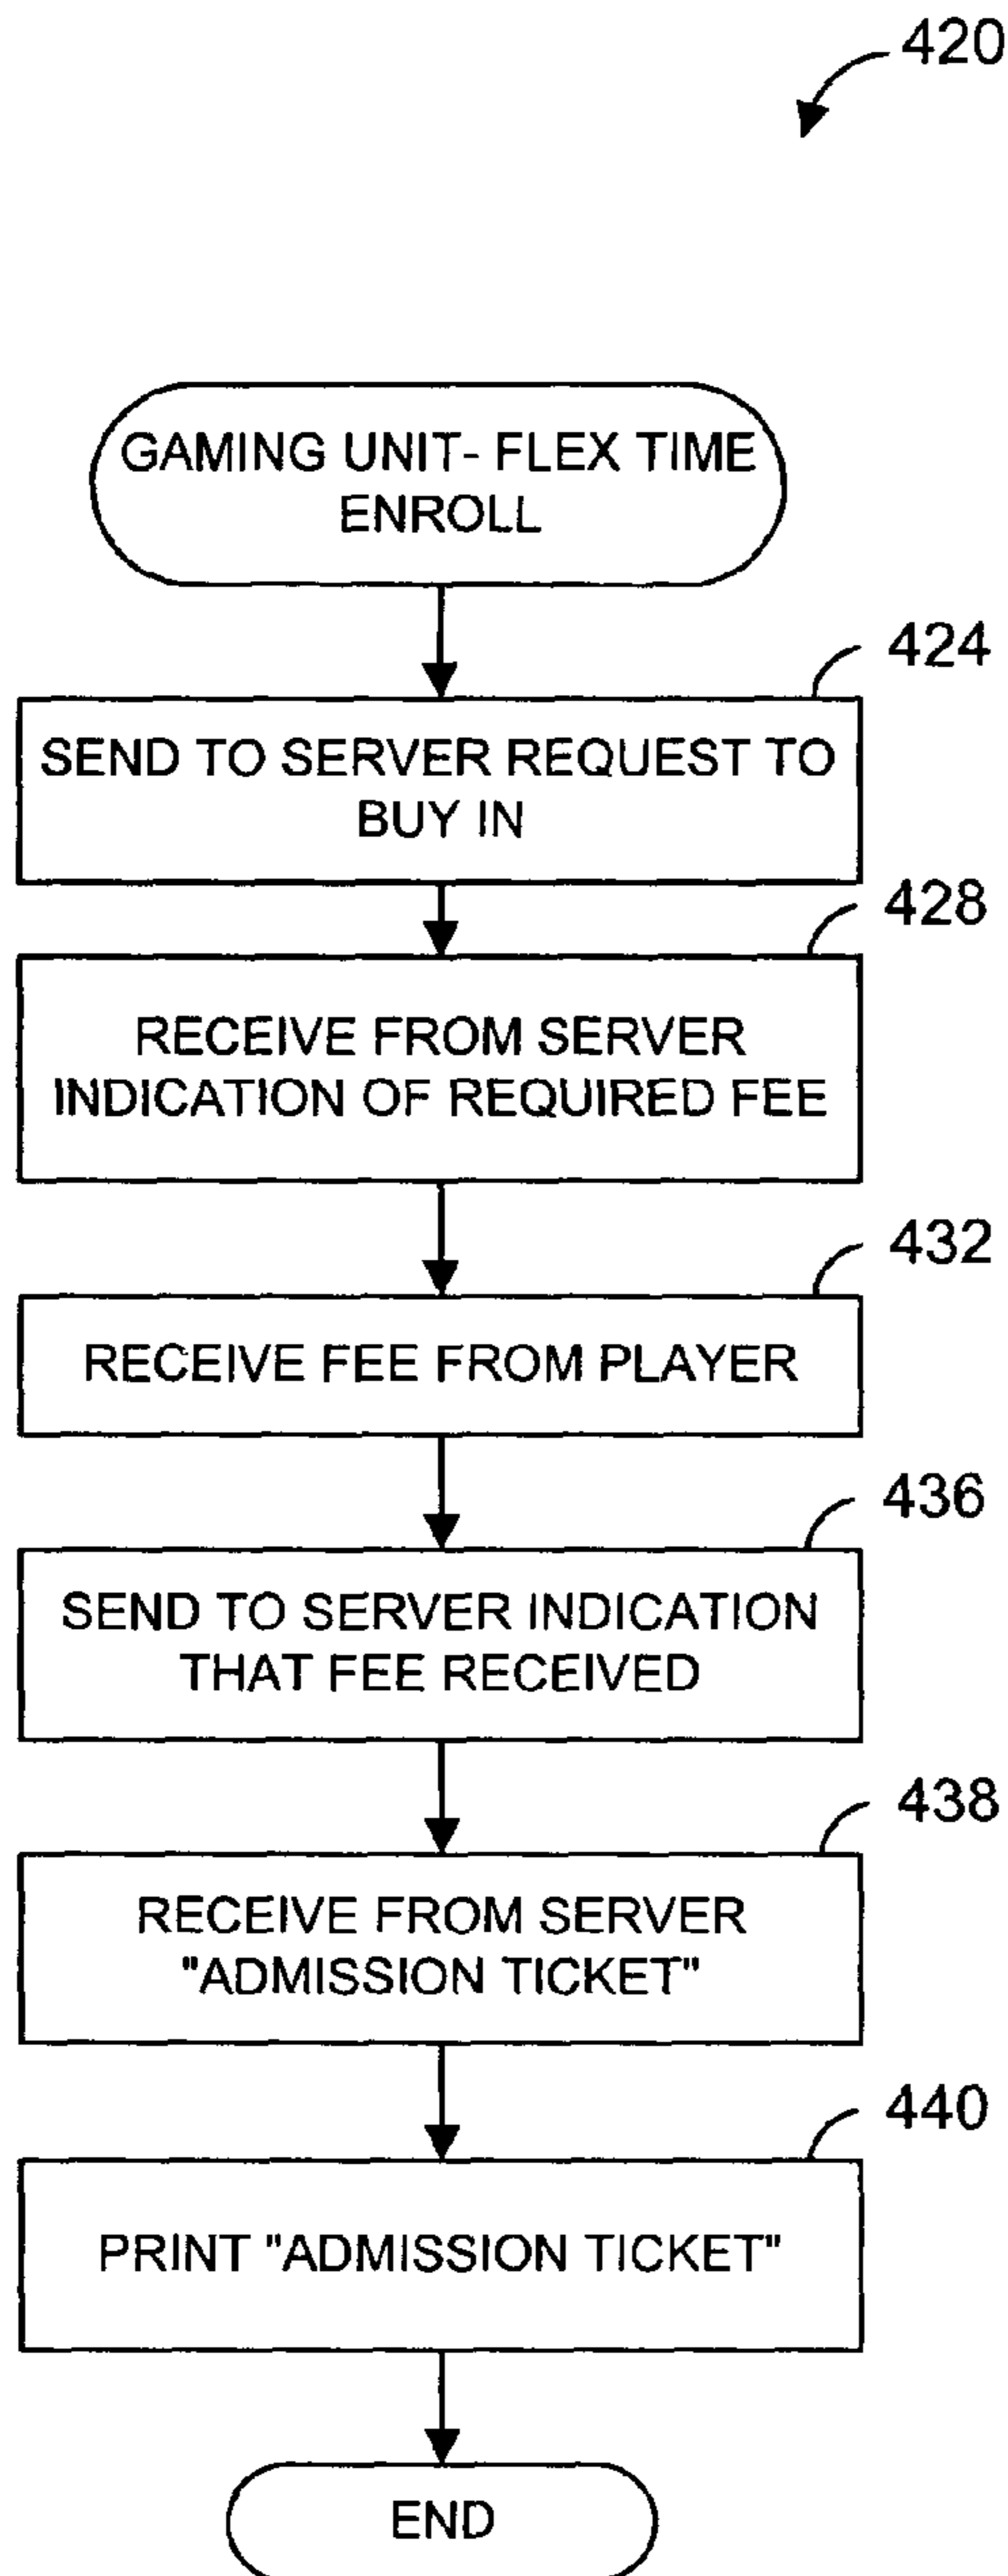 420
GAMING UNIT- FLEX TIME
ENROLL
424
SEND TO SERVER REQUEST TO
BUY IN
428
RECEIVE FROM SERVER
INDICATION OF REQUIRED FEE
432
RECEIVE FEE FROM PLAYER
436
SEND TO SERVER INDICATION
THAT FEE RECEIVED
438
RECEIVE FROM SERVER
"ADMISSION TICKET"
440
PRINT "ADMISSION TICKET"
END